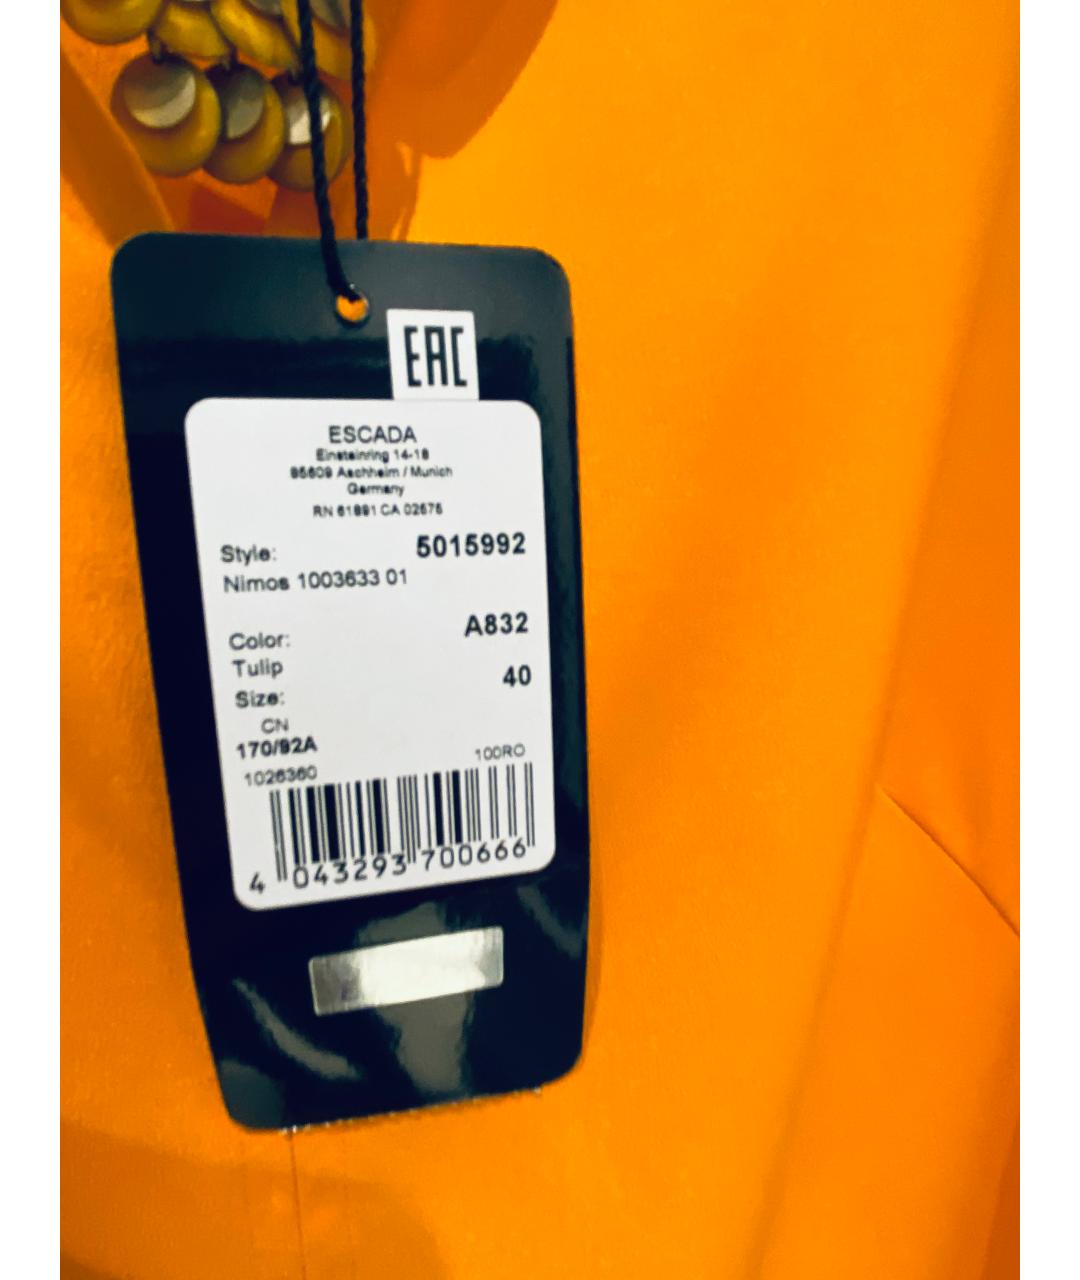 EAC
ESCADA
Einsteinring 14-18
85609 Aschheim / Munich
Germany
RN 61891 CA 02575
Style: 5015992
Nimos 1003633 01
Color: A832
Tulip
Size: 40
CN
170/92A
1026360 100RO
4 043293 700666